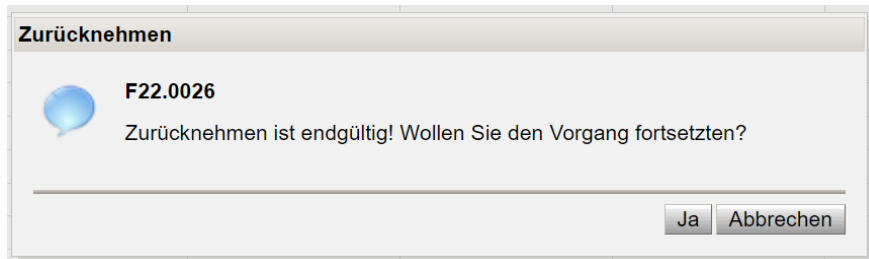 Zurücknehmen
F22.0026
Zurücknehmen ist endgültig! Wollen Sie den Vorgang fortsetzten?
Ja Abbrechen